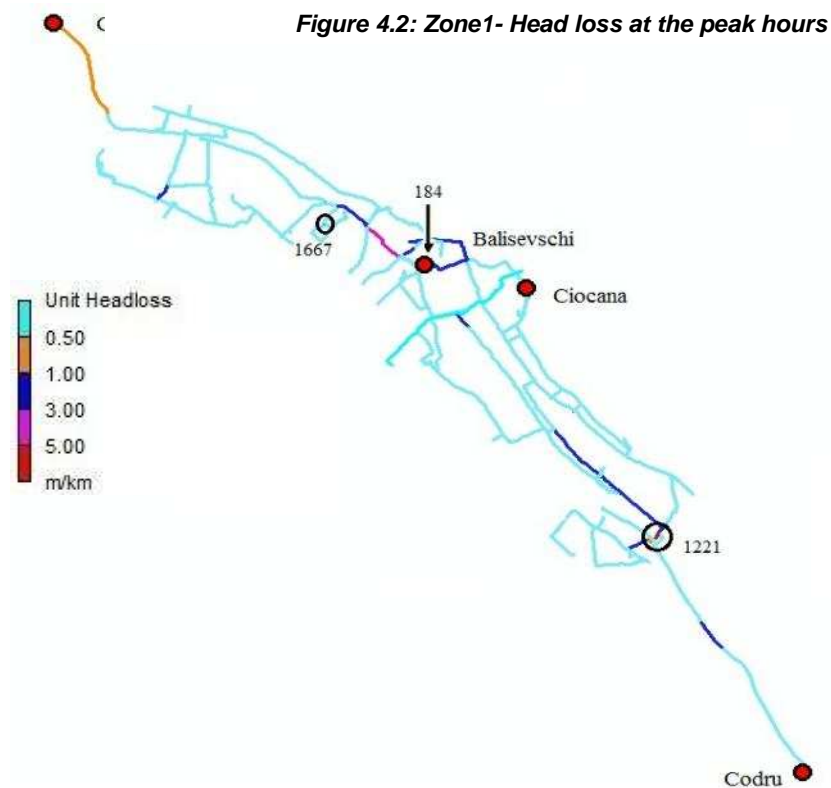 Figure 4.2: Zone1- Head loss at the peak hours
184
Balisevschi
1667
Ciocana
Unit Headloss
0.50
1.00
3.00
5.00
m/km
1221
Codru